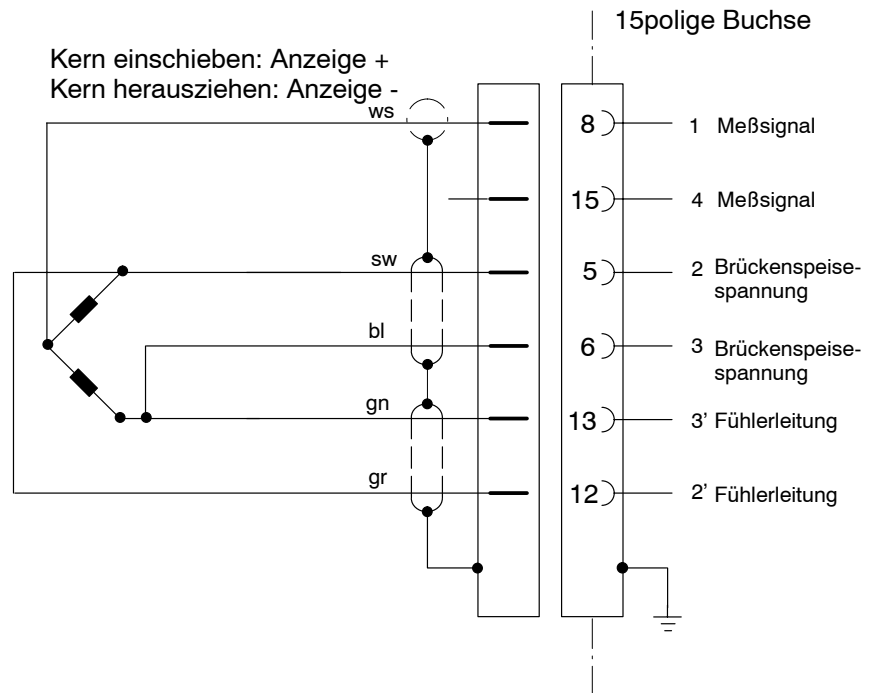 15polige Buchse
Kern einschieben: Anzeige +
Kern herausziehen: Anzeige -
ws
8
1 Meßsignal
15
4 Meßsignal
sw
5
2 Brückenspeise-
spannung
bl
6
3 Brückenspeise-
spannung
gn
13
3’ Fühlerleitung
gr
12
2’ Fühlerleitung